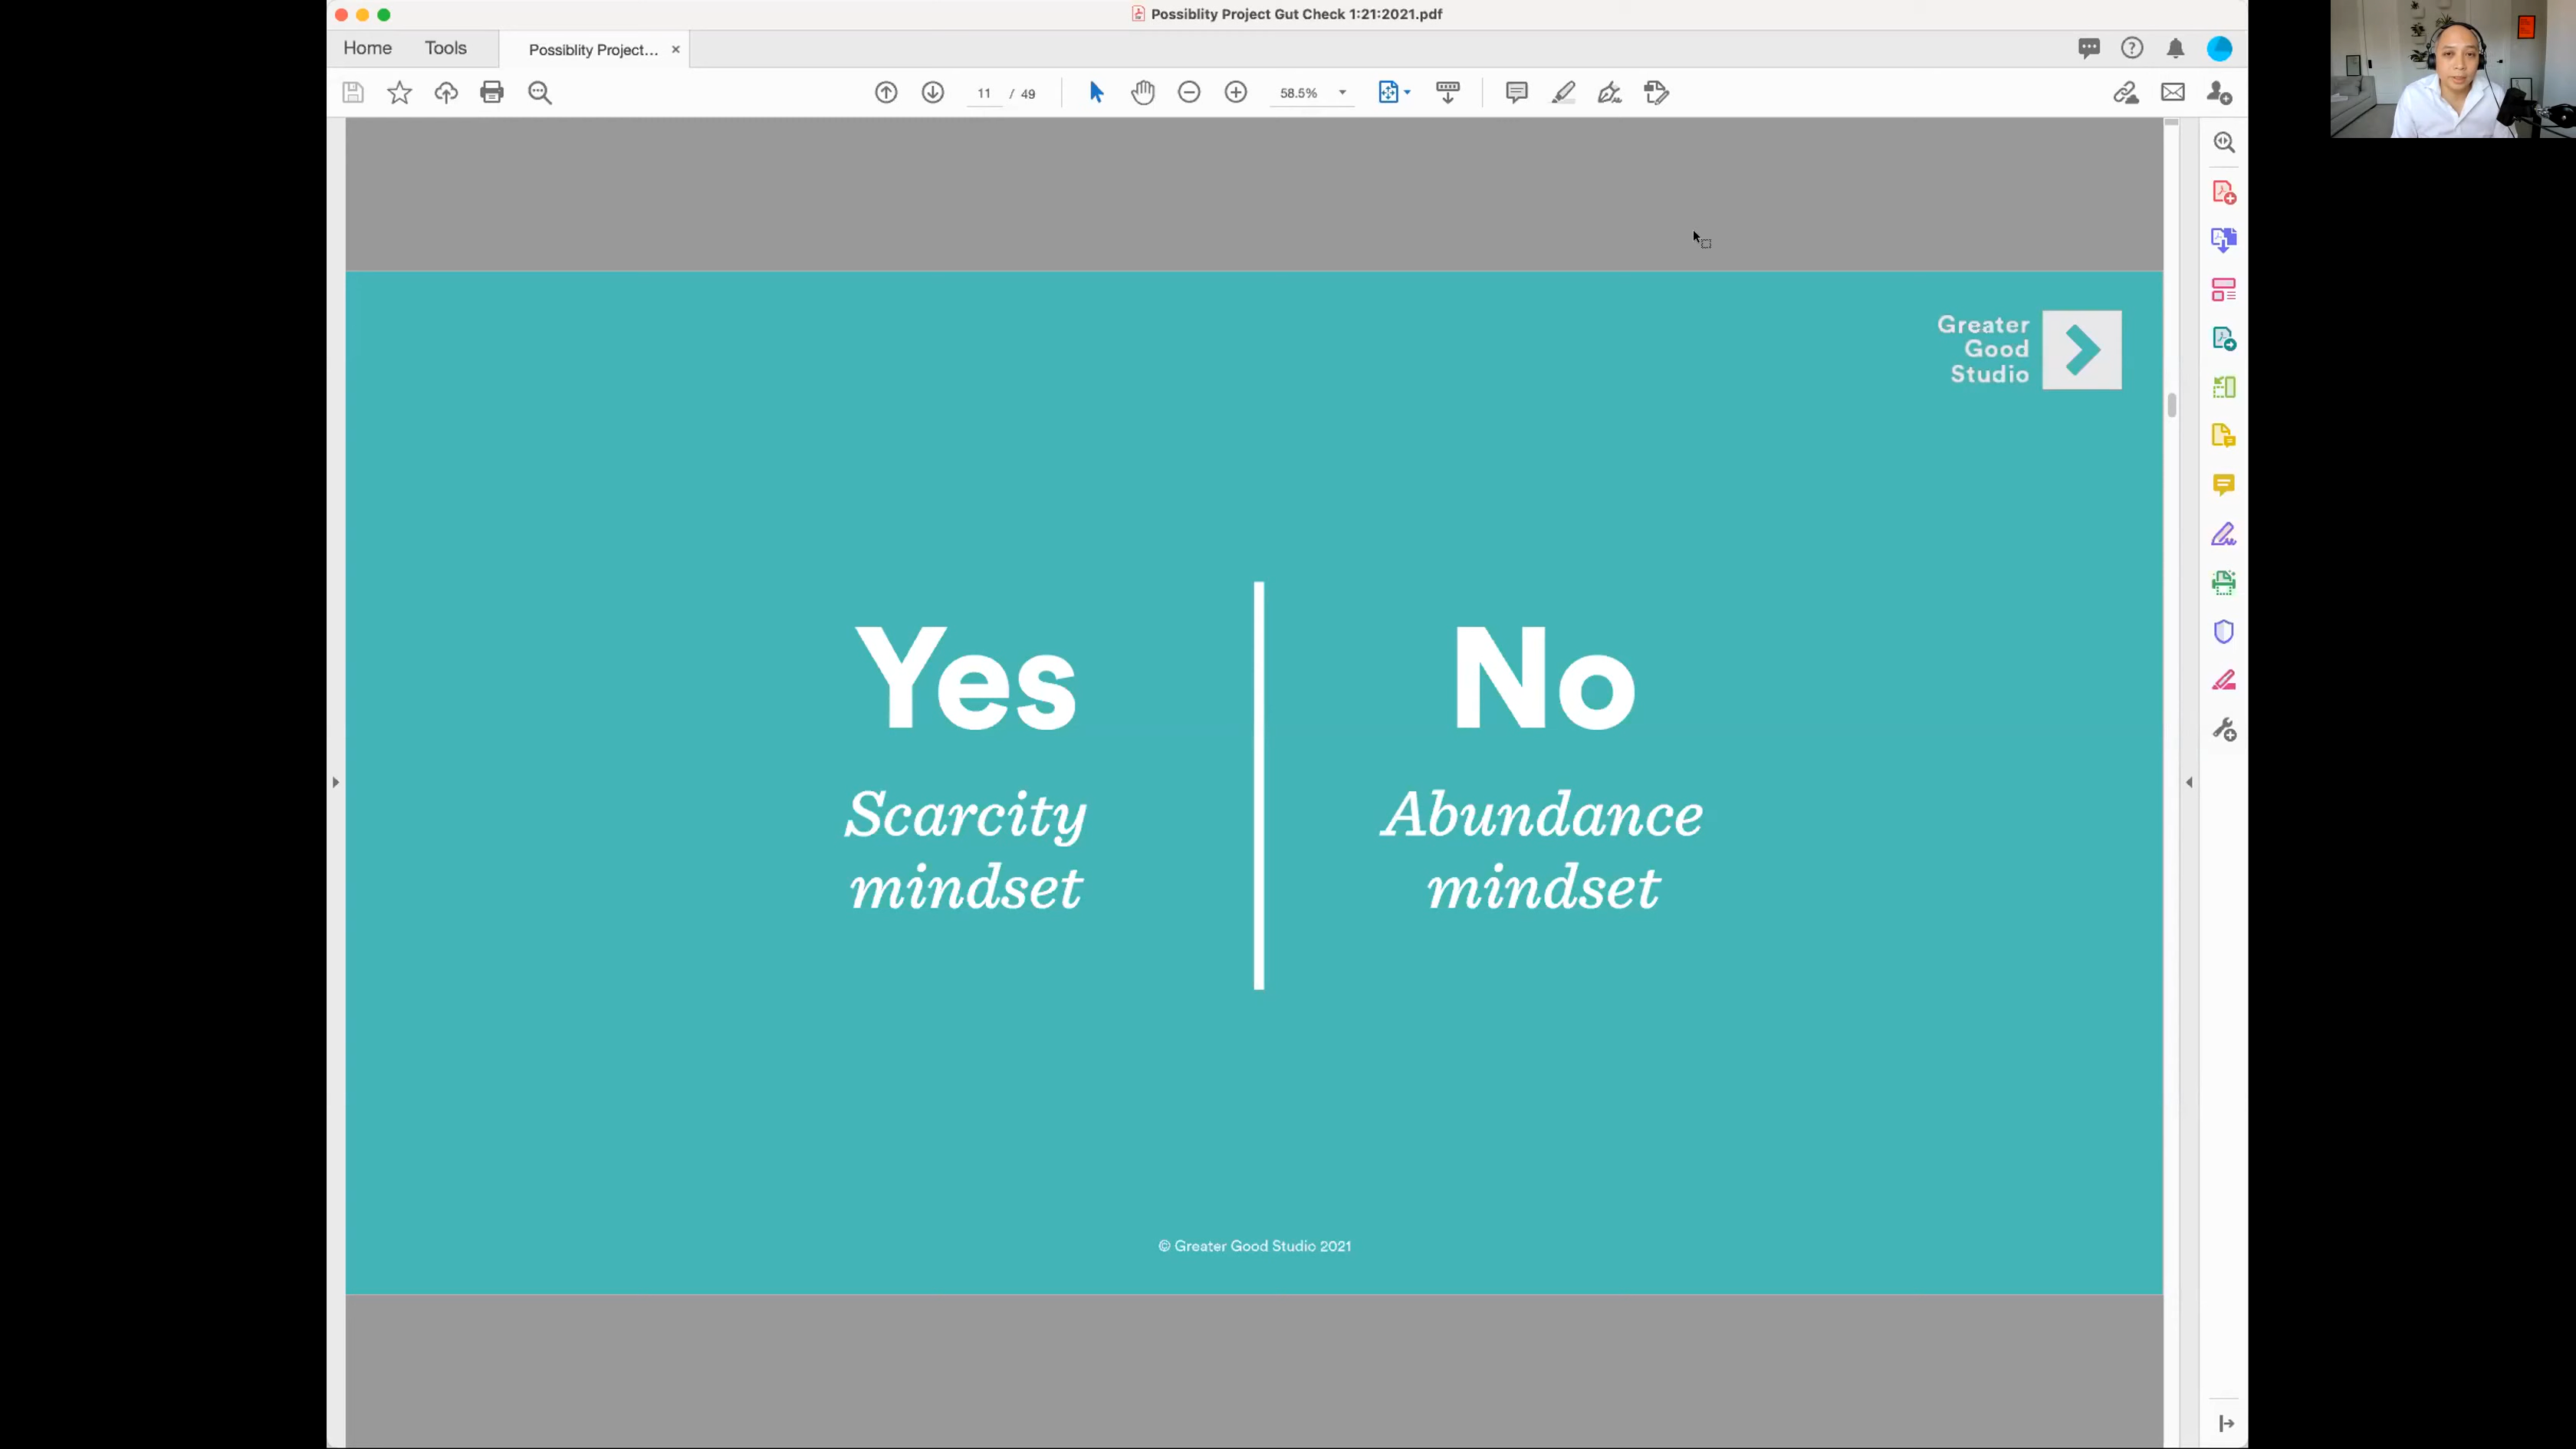 Possiblity Project Gut Check 1:21:2021.pdf
Home
Tools
Possiblity Project...
11 / 49
58.5%
Greater
Good
Studio
Yes
Scarcity
mindset
No
Abundance
mindset
© Greater Good Studio 2021